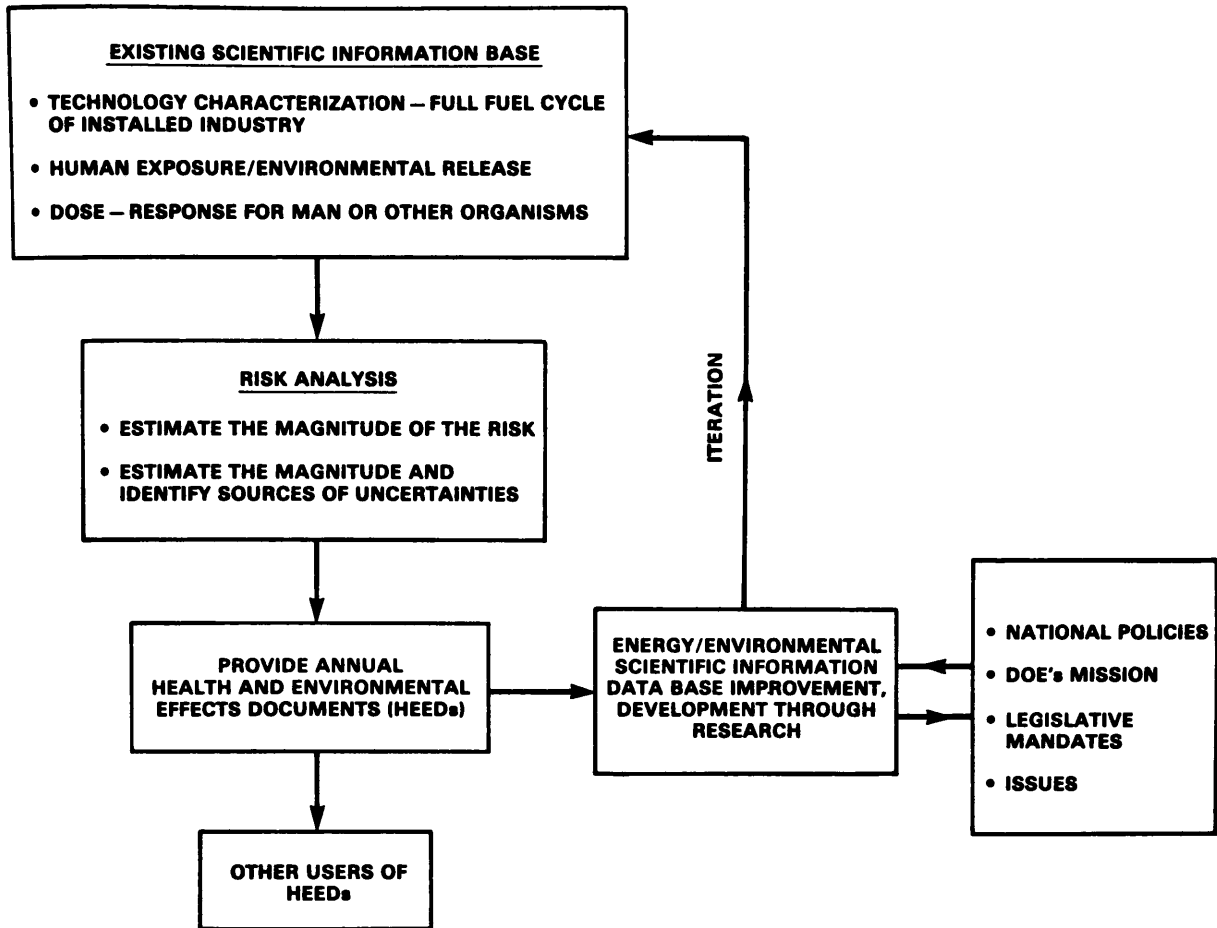 EXISTING SCIENTIFIC INFORMATION BASE
• TECHNOLOGY CHARACTERIZATION — FULL FUEL CYCLE
OF INSTALLED INDUSTRY
• HUMAN EXPOSURE/ENVIRONMENTAL RELEASE
• DOSE — RESPONSE FOR MAN OR OTHER ORGANISMS
RISK ANALYSIS
• ESTIMATE THE MAGNITUDE OF THE RISK
• ESTIMATE THE MAGNITUDE AND
IDENTIFY SOURCES OF UNCERTAINTIES
ITERATION
PROVIDE ANNUAL
HEALTH AND ENVIRONMENTAL
EFFECTS DOCUMENTS (HEEDs)
ENERGY/ENVIRONMENTAL
SCIENTIFIC INFORMATION
DATA BASE IMPROVEMENT,
DEVELOPMENT THROUGH
RESEARCH
• NATIONAL POLICIES
• DOE's MISSION
• LEGISLATIVE
MANDATES
• ISSUES
OTHER USERS OF
HEEDs